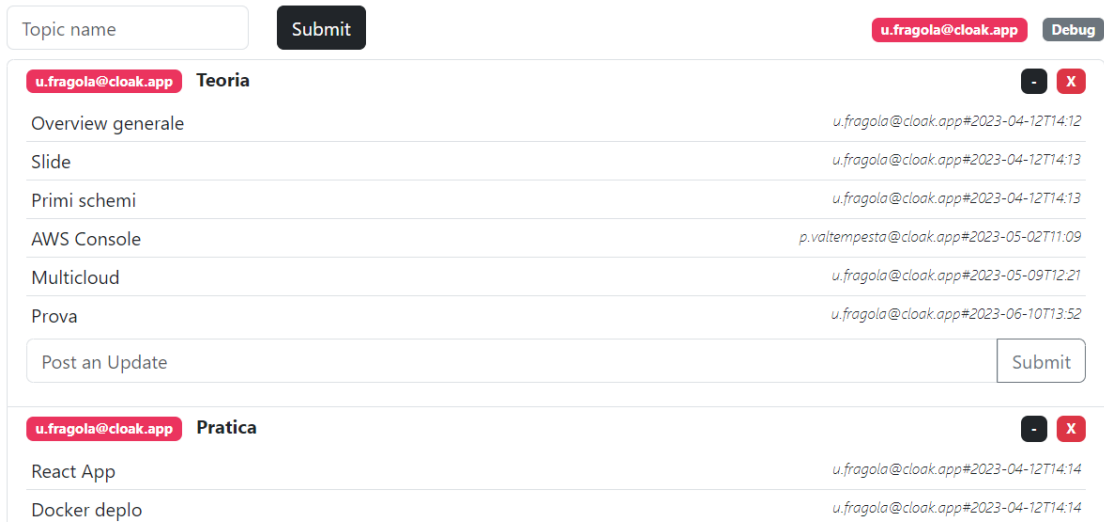 Topic name Submit u.fragola@cloak.app Debug
u.fragola@cloak.app Teoria - X
Overview generale u.fragola@cloak.app#2023-04-12T14:12
Slide u.fragola@cloak.app#2023-04-12T14:13
Primi schemi u.fragola@cloak.app#2023-04-12T14:13
AWS Console p.valtempesta@cloak.app#2023-05-02T11:09
Multicloud u.fragola@cloak.app#2023-05-09T12:21
Prova u.fragola@cloak.app#2023-06-10T13:52
Post an Update Submit
u.fragola@cloak.app Pratica - X
React App u.fragola@cloak.app#2023-04-12T14:14
Docker deplo u.fragola@cloak.app#2023-04-12T14:14